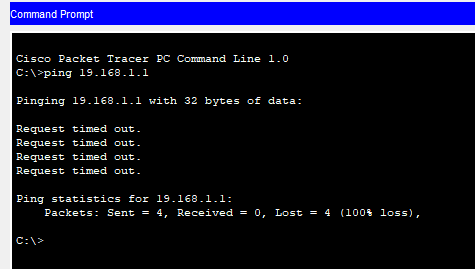 Command Prompt
Cisco Packet Tracer PC Command Line 1.0
C:\>ping 19.168.1.1
Pinging 19.168.1.1 with 32 bytes of data:
Request timed out.
Request timed out.
Request timed out.
Request timed out.
Ping statistics for 19.168.1.1:
Packets: Sent = 4, Received = 0, Lost = 4 (100% loss),
C:\>